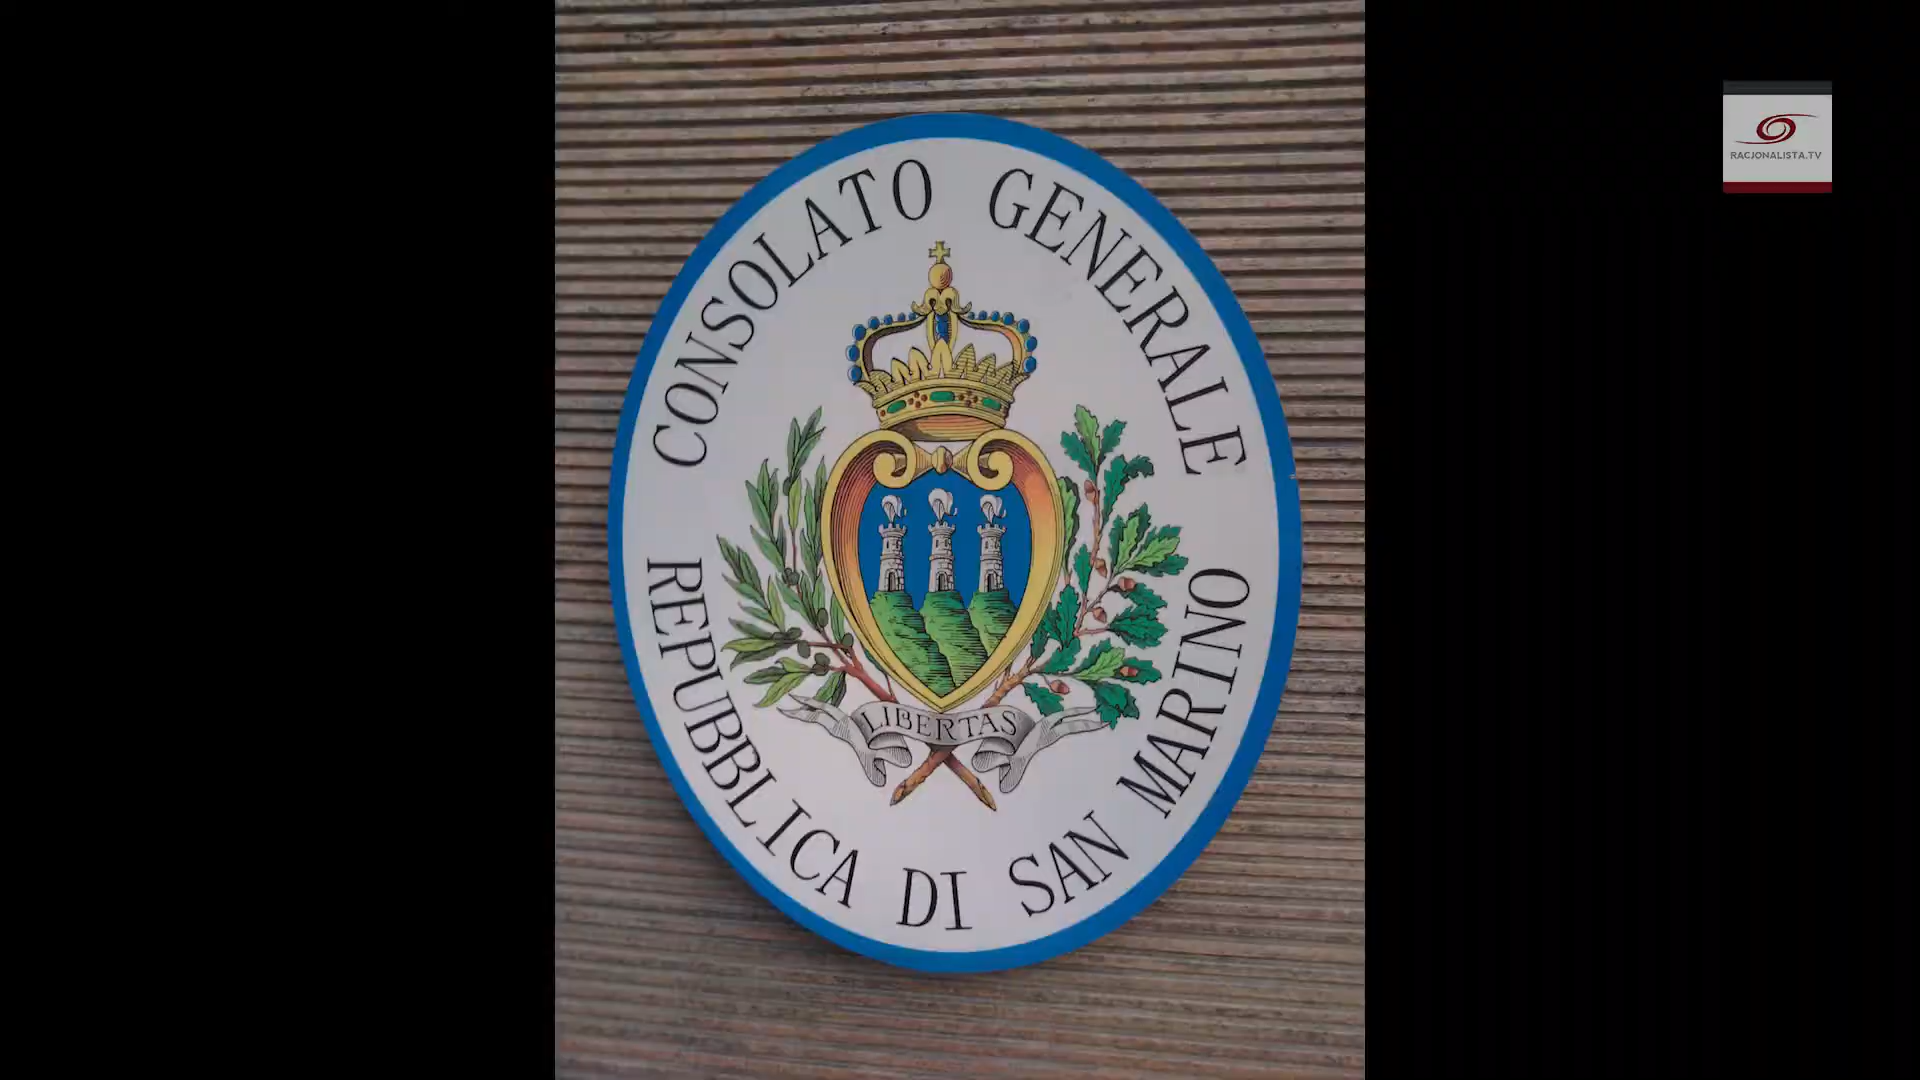 CONSOLATO GENERALE
LIBERTAS
REPUBBLICA DI SAN MARINO
RACJONALISTA.TV